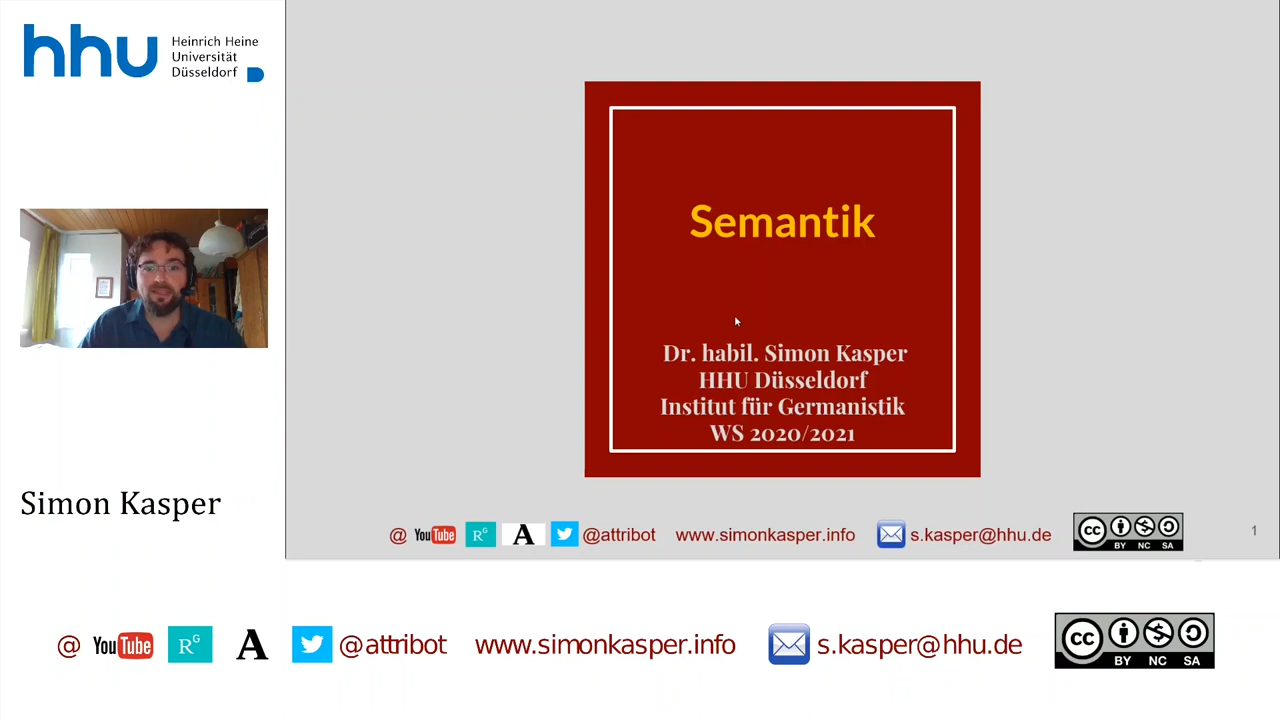 hhu
Heinrich Heine
Universität
Düsseldorf
Semantik
Dr. habil. Simon Kasper
HHU Düsseldorf
Institut für Germanistik
WS 2020/2021
Simon Kasper
@ YouTube RG A @attribot www.simonkasper.info s.kasper@hhu.de cc BY NC SA 1
@ YouTube RG A @attribot www.simonkasper.info s.kasper@hhu.de cc BY NC SA